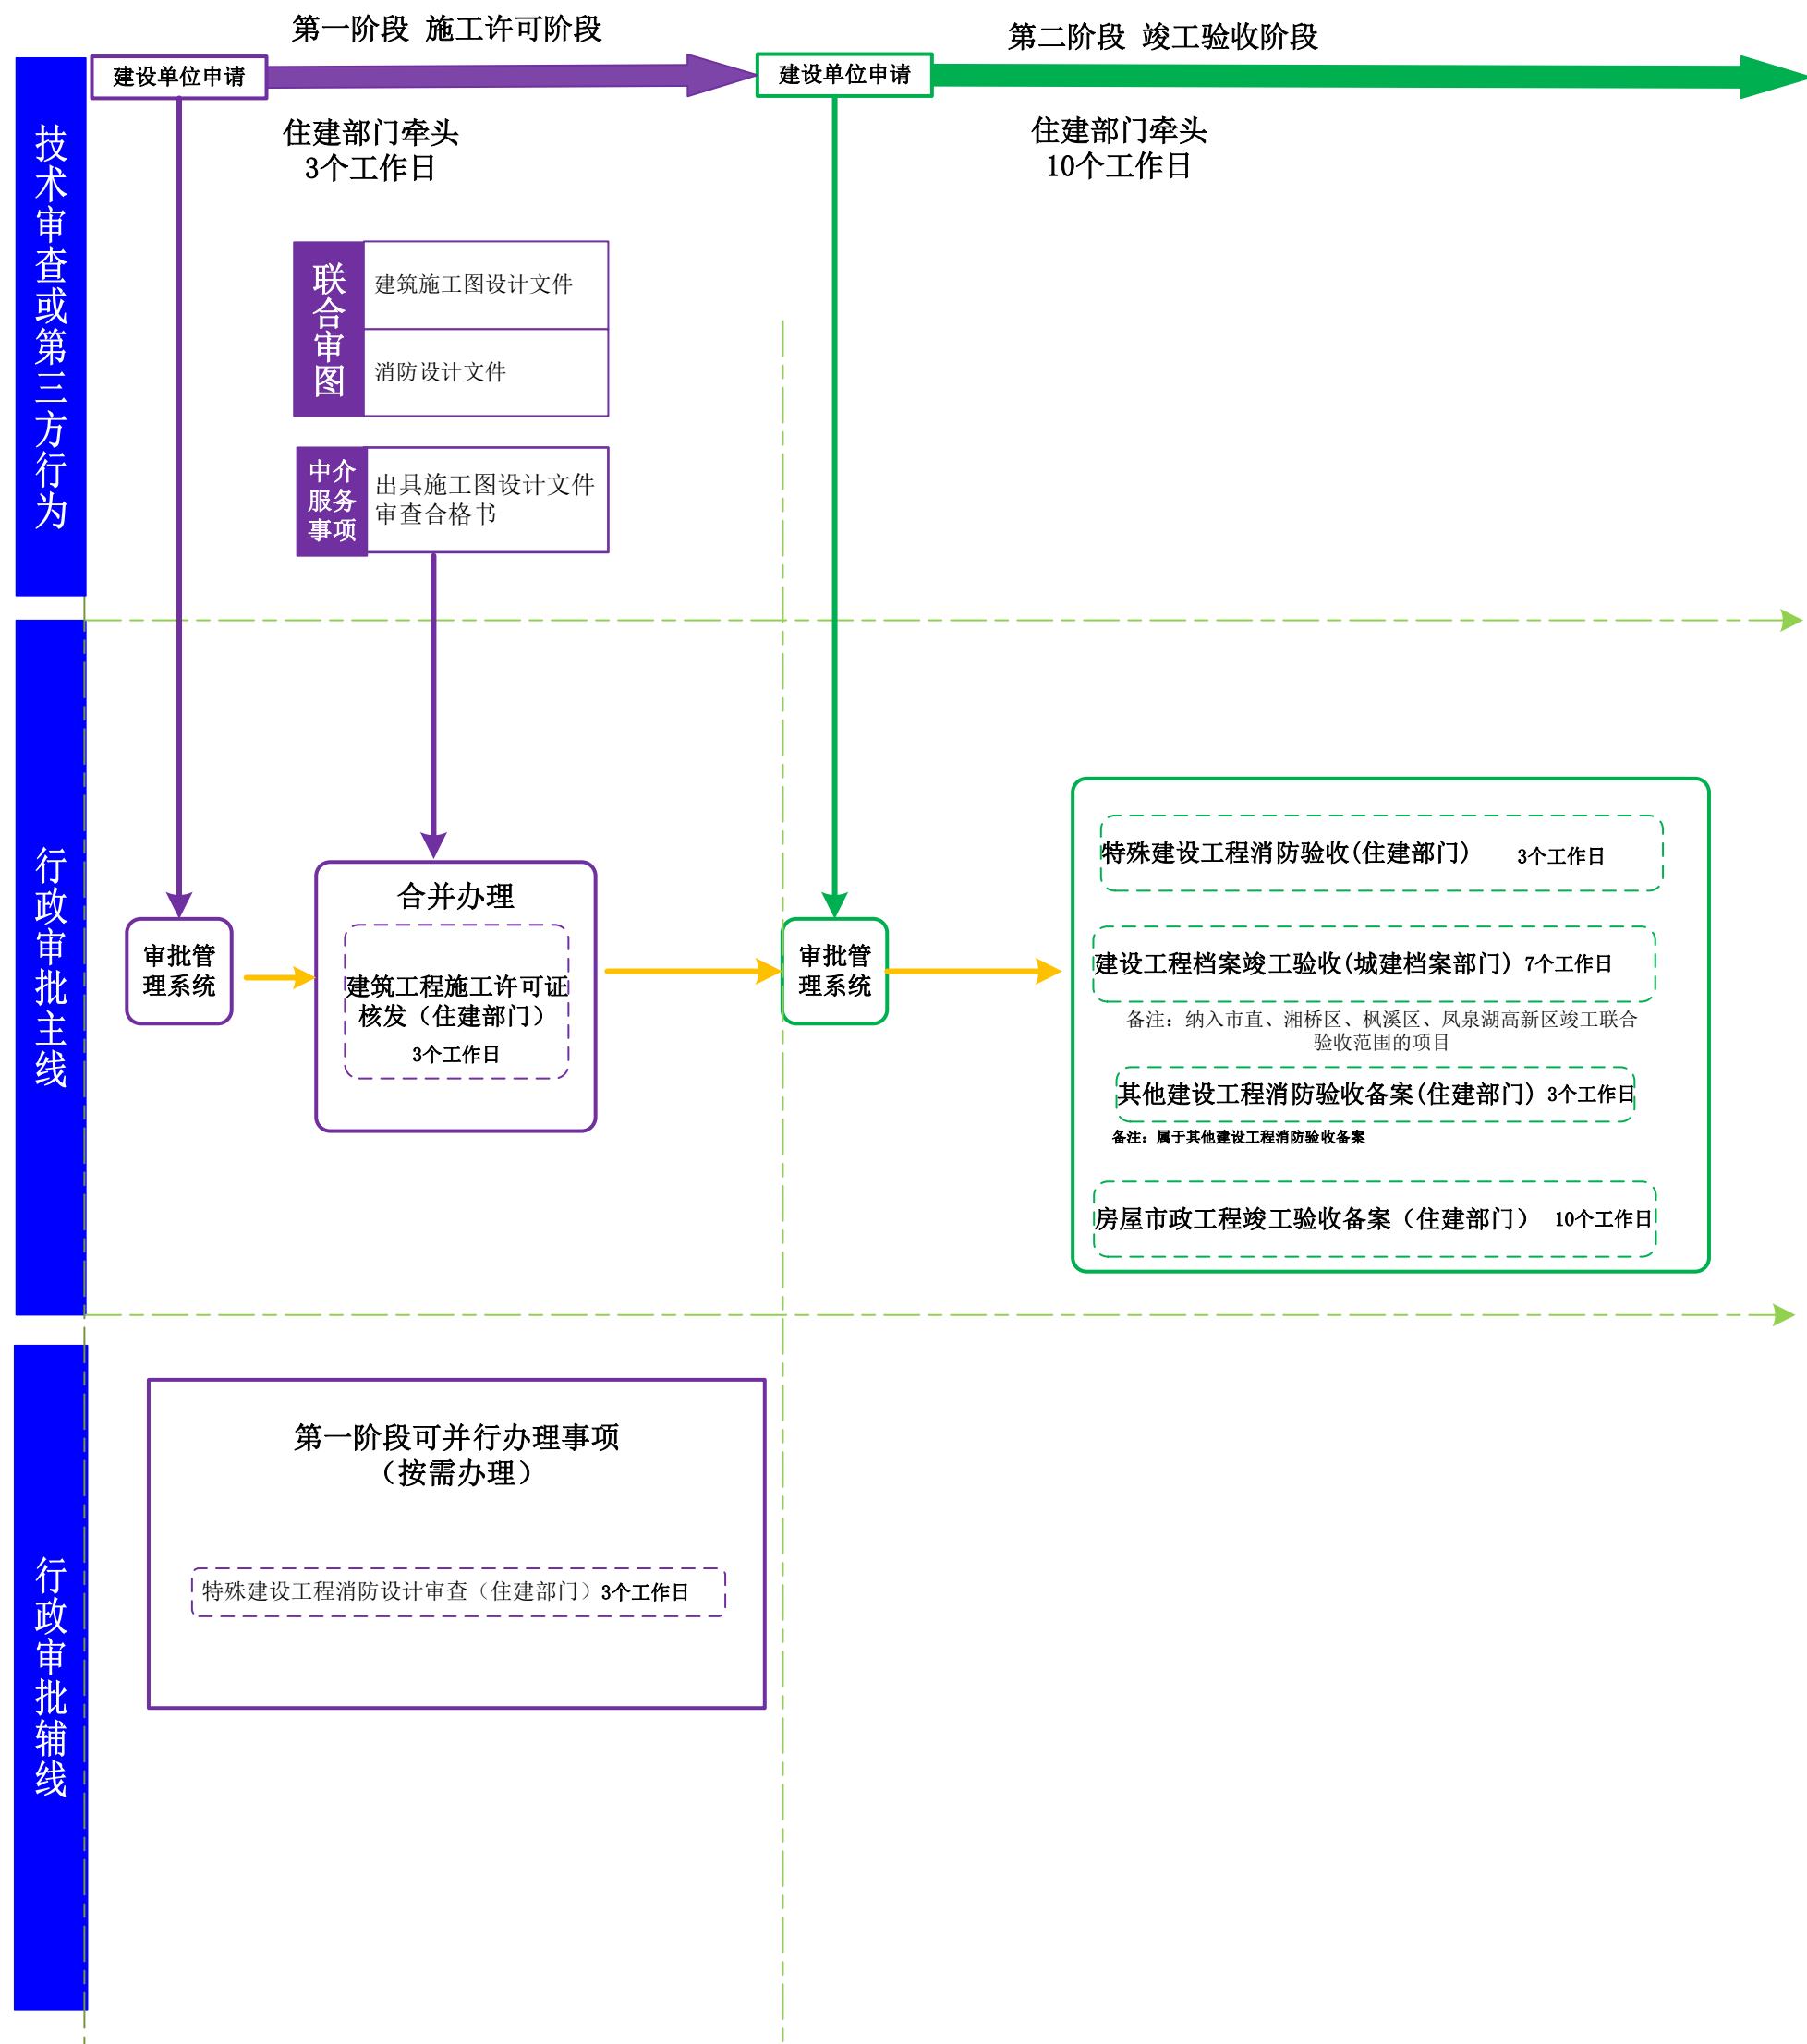 第一阶段 施工许可阶段
第二阶段 竣工验收阶段
建设单位申请
建设单位申请
住建部门牵头
3个工作日
住建部门牵头
10个工作日
技术审查或第三方行为
联合审图
建筑施工图设计文件
消防设计文件
中介
服务
事项
出具施工图设计文件
审查合格书
行政审批主线
审批管
理系统
合并办理
建筑工程施工许可证
核发（住建部门）
3个工作日
审批管
理系统
特殊建设工程消防验收(住建部门) 3个工作日
建设工程档案竣工验收(城建档案部门) 7个工作日
备注：纳入市直、湘桥区、枫溪区、凤泉湖高新区竣工联合
验收范围的项目
其他建设工程消防验收备案(住建部门) 3个工作日
备注：属于其他建设工程消防验收备案
房屋市政工程竣工验收备案（住建部门） 10个工作日
行政审批辅线
第一阶段可并行办理事项
（按需办理）
特殊建设工程消防设计审查（住建部门）3个工作日